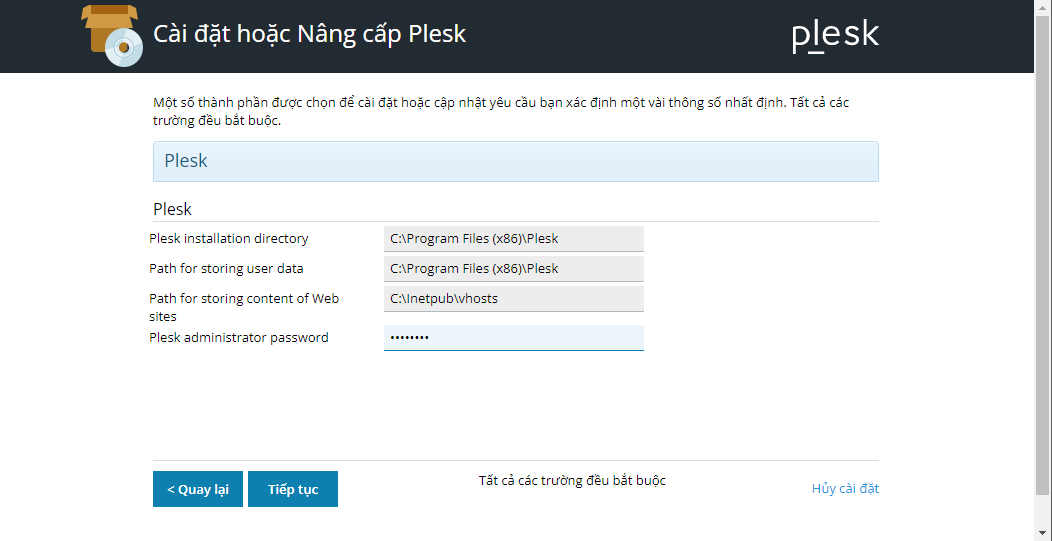 Cài đặt hoặc Nâng cấp Plesk
plesk
Một số thành phần được chọn để cài đặt hoặc cập nhật yêu cầu bạn xác định một vài thông số nhất định. Tất cả các
trường đều bắt buộc.
Plesk
Plesk
Plesk installation directory
C:\Program Files (x86)\Plesk
Path for storing user data
C:\Program Files (x86)\Plesk
Path for storing content of Web
sites
C:\Inetpub\vhosts
Plesk administrator password
••••••••
< Quay lại
Tiếp tục
Tất cả các trường đều bắt buộc
Hủy cài đặt